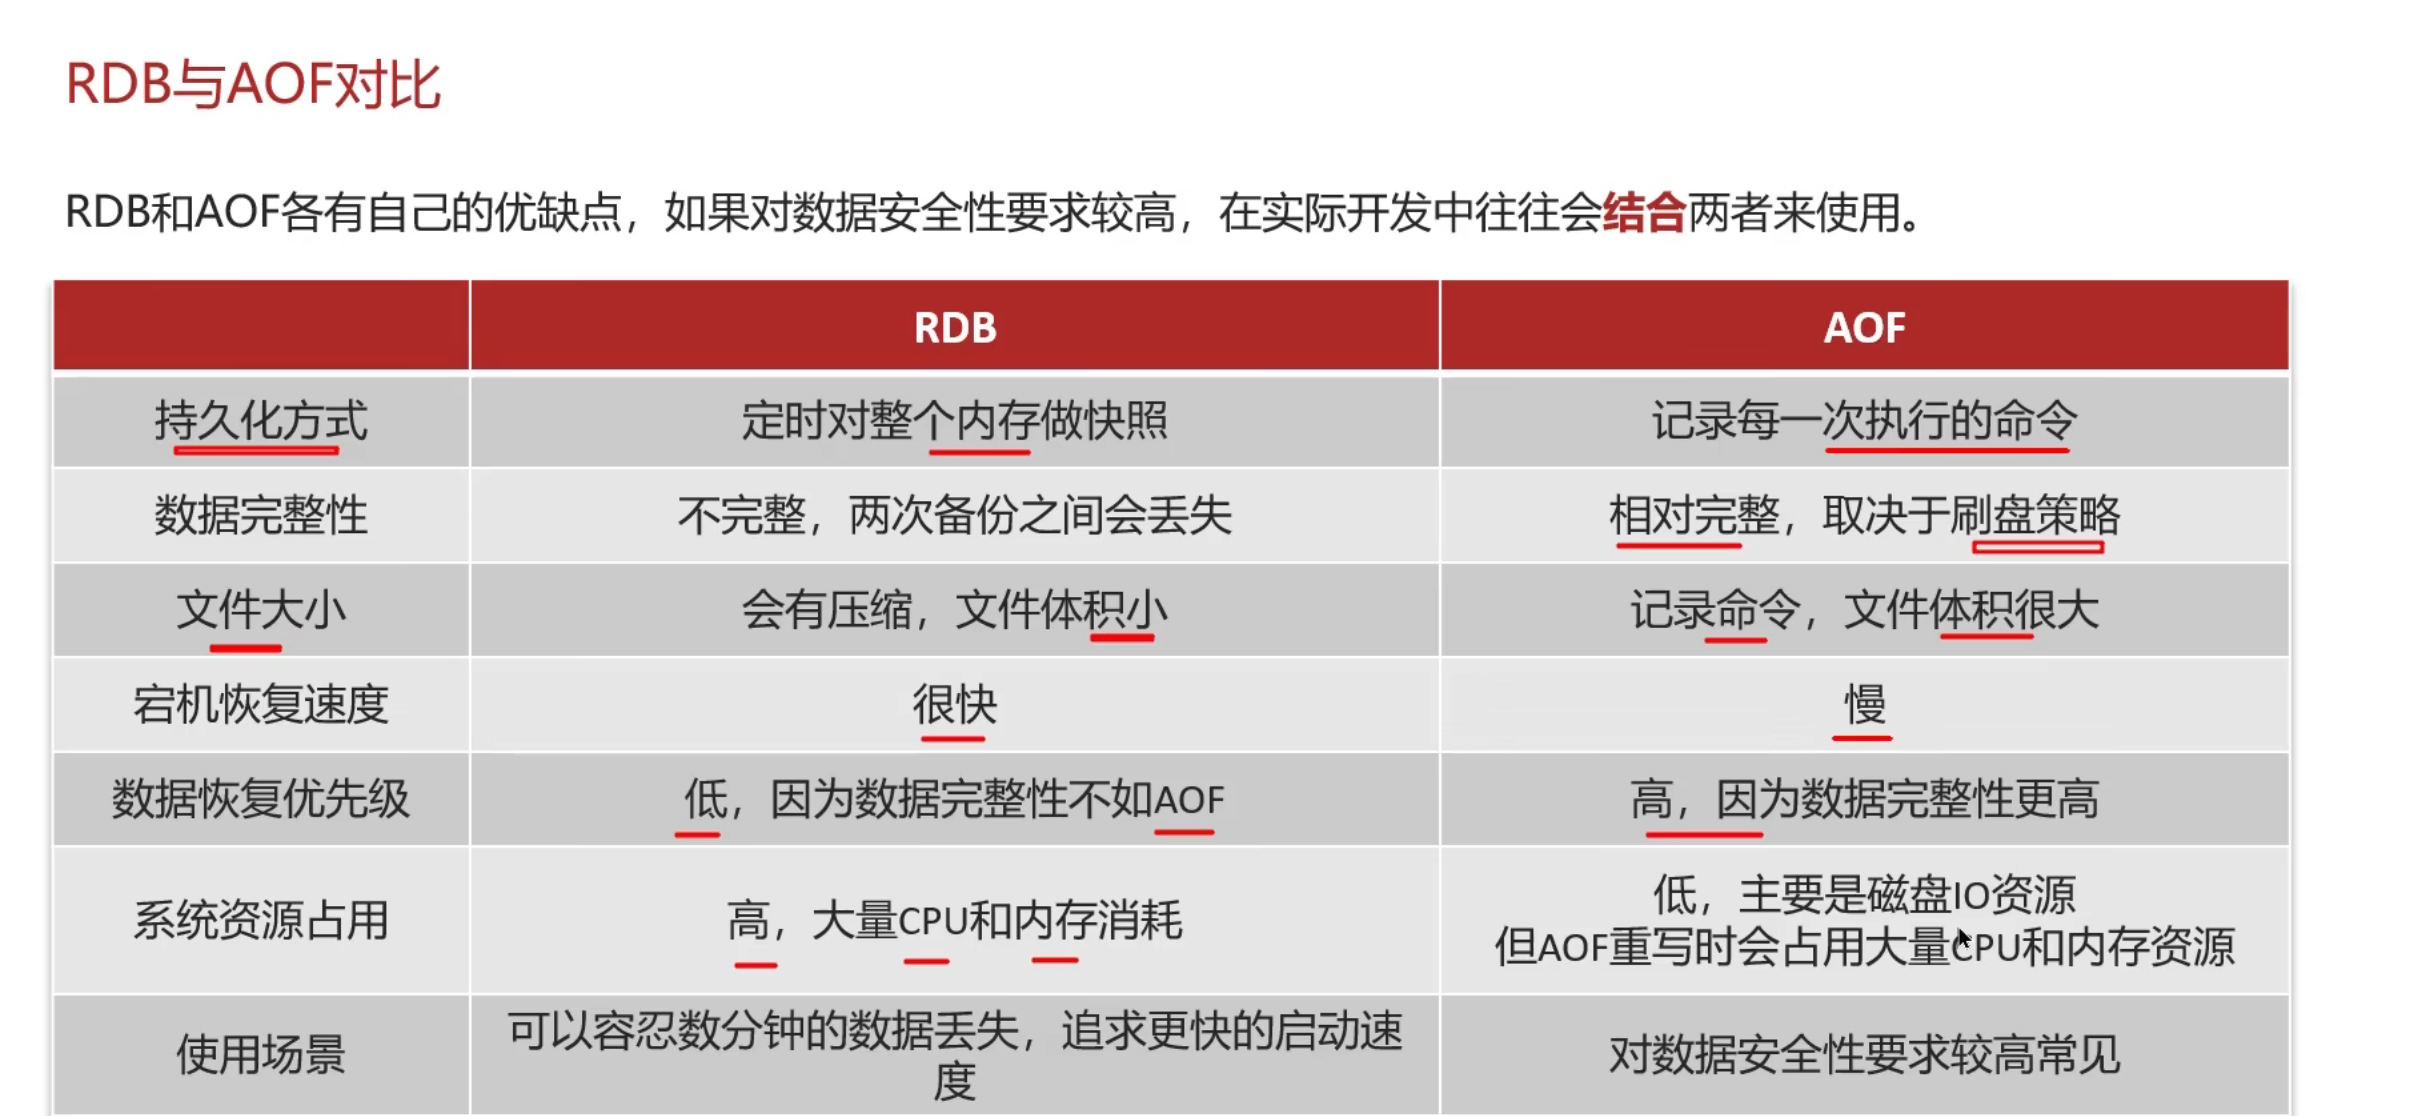 RDB与AOF对比
RDB和AOF各有自己的优缺点，如果对数据安全性要求较高，在实际开发中往往会结合两者来使用。
RDB AOF
持久化方式 定时对整个内存做快照 记录每一次执行的命令
数据完整性 不完整，两次备份之间会丢失 相对完整，取决于刷盘策略
文件大小 会有压缩，文件体积小 记录命令，文件体积很大
宕机恢复速度 很快 慢
数据恢复优先级 低，因为数据完整性不如AOF 高，因为数据完整性更高
系统资源占用 高，大量CPU和内存消耗 低，主要是磁盘IO资源
但AOF重写时会占用大量CPU和内存资源
使用场景 可以容忍数分钟的数据丢失，追求更快的启动速
度 对数据安全性要求较高常见